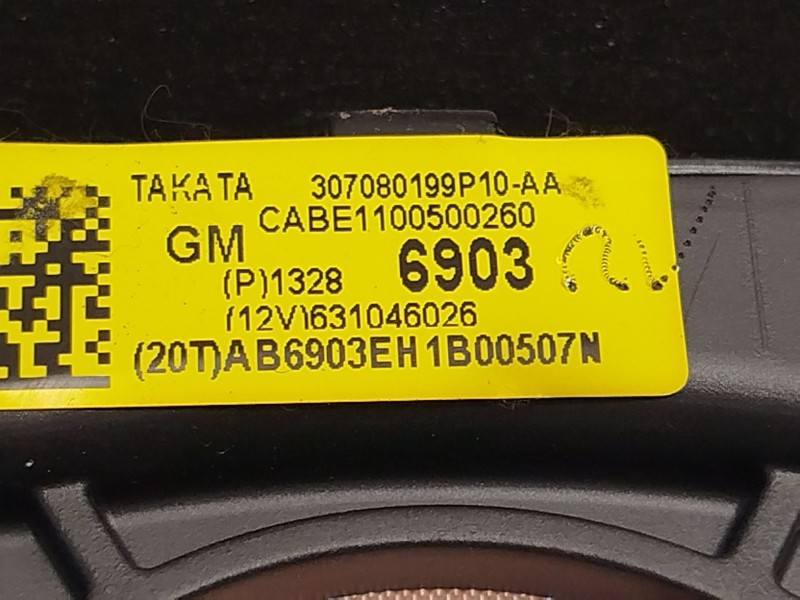 TAKATA 307080199P10-AA
CABE1100500260
GM
(P)1328 6903
(12V)631046026
(20T)AB6903EH1B00507N